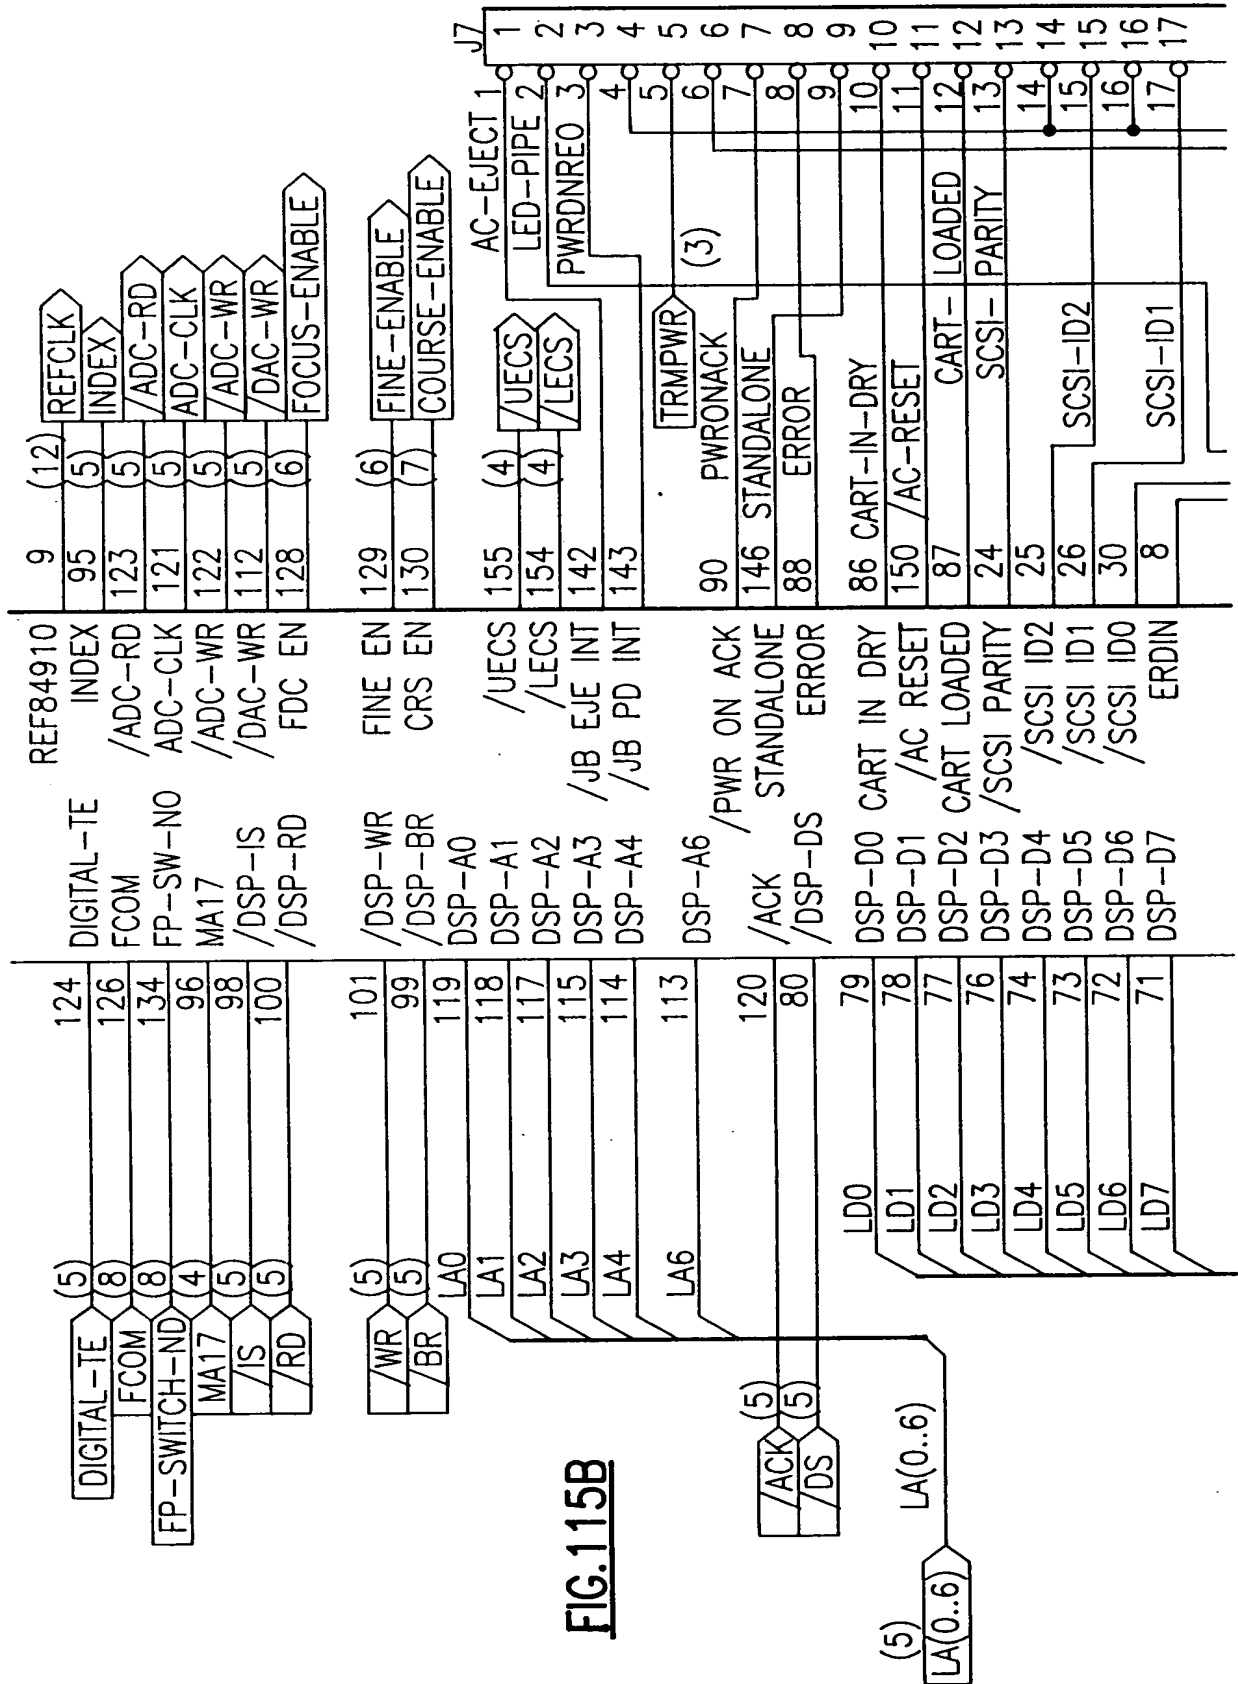 REFCLK (12) 9 REF84910
INDEX (5) 95 INDEX
/ADC-RD (5) 123 /ADC-RD
ADC-CLK (5) 121 ADC-CLK
/ADC-WR (5) 122 /ADC-WR
/DAC-WR (5) 112 /DAC-WR
FOCUS-ENABLE (6) 128 FDC EN
FINE-ENABLE (6) 129 FINE EN
COURSE-ENABLE (7) 130 CRS EN
/UECS (4) 155 /UECS
/LECS (4) 154 /LECS
142 /JB EJE INT
143 /JB PD INT
90 /PWR ON ACK
146 STANDALONE
88 ERROR
86 CART IN DRY
150 /AC RESET
87 CART LOADED
24 /SCSI PARITY
25 /SCSI ID2
26 /SCSI ID1
30 /SCSI ID0
8 ERDIN
J7
AC-EJECT 1 1
LED-PIPE 2 2
PWRDNREO 3 3
4 4
TRMPWR (3) 5 5
6 6
PWRONACK 7 7
STANDALONE 8 8
ERROR 9 9
CART-IN-DRY 10 10
/AC-RESET 11 11
CART- LOADED 12 12
SCSI- PARITY 13 13
14 14
SCSI-ID2 15 15
16 16
SCSI-ID1 17 17
DIGITAL-TE (5) 124 DIGITAL-TE
FCOM (8) 126 FCOM
FP-SWITCH-ND (8) 134 FP-SW-NO
MA17 (4) 96 MA17
/IS (5) 98 /DSP-IS
/RD (5) 100 /DSP-RD
/WR (5) 101 /DSP-WR
/BR (5) 99 /DSP-BR
LA0 119 DSP-A0
LA1 118 DSP-A1
LA2 117 DSP-A2
LA3 115 DSP-A3
LA4 114 DSP-A4
LA6 113 DSP-A6
/ACK (5) 120 /ACK
/DS (5) 80 /DSP-DS
LD0 79 DSP-D0
LD1 78 DSP-D1
LD2 77 DSP-D2
LD3 76 DSP-D3
LD4 74 DSP-D4
LD5 73 DSP-D5
LD6 72 DSP-D6
LD7 71 DSP-D7
(5)
LA(0..6) LA(0..6)
FIG.115B